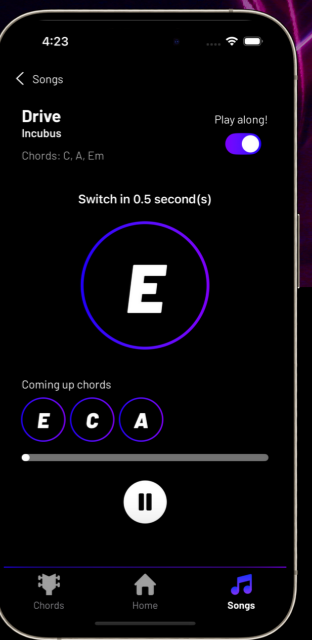 4:23
Songs
Drive
Incubus
Play along!
Chords: C, A, Em
Switch in 0.5 second(s)
E
Coming up chords
E C A
Chords Home Songs